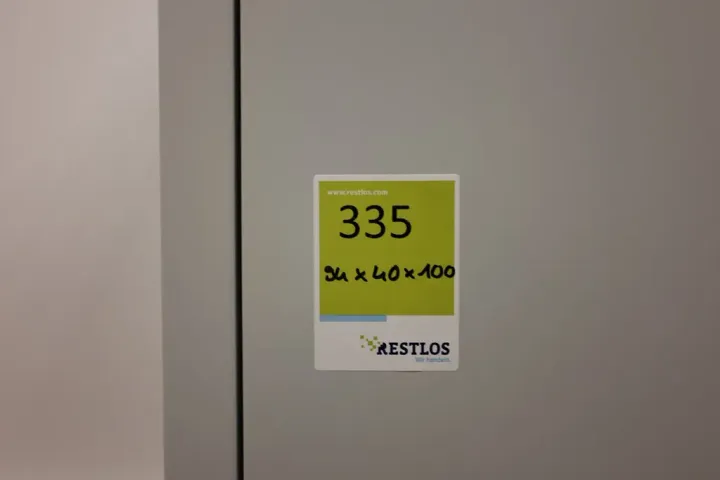 www.restlos.com
335
94 x 40 x 100
RESTLOS
Wir handeln.